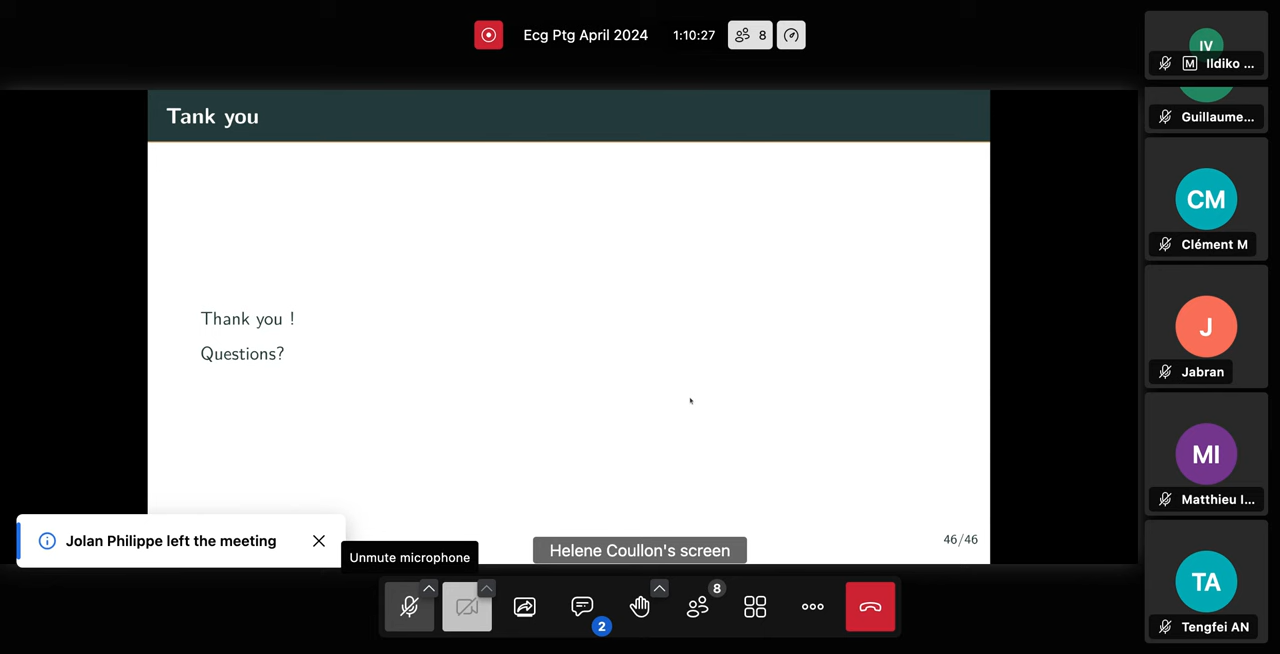 Ecg Ptg April 2024 1:10:27 8
IV
M Ildiko ...
Guillaume...
CM
Clément M
J
Jabran
MI
Matthieu I...
TA
Tengfei AN
Tank you
Thank you !
Questions?
46/46
Helene Coullon's screen
Jolan Philippe left the meeting
Unmute microphone
2
8